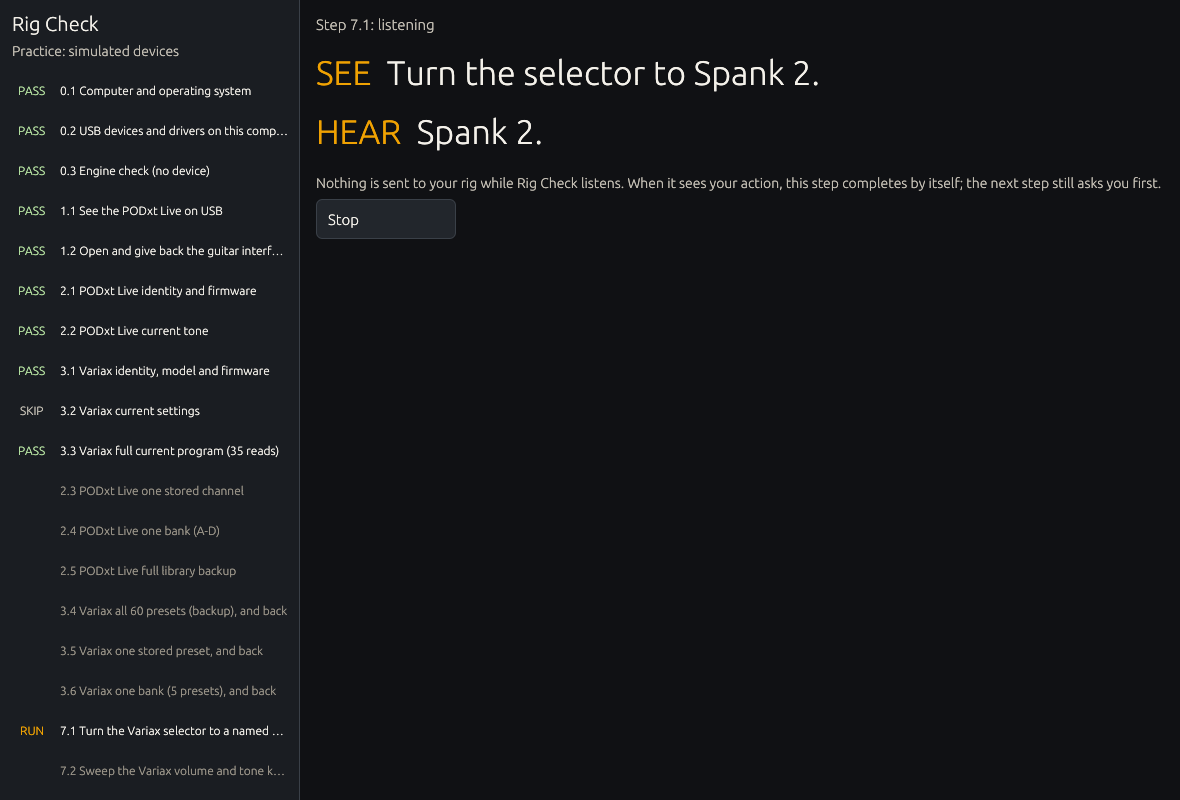 Rig Check
Practice: simulated devices
PASS 0.1 Computer and operating system
PASS 0.2 USB devices and drivers on this comp…
PASS 0.3 Engine check (no device)
PASS 1.1 See the PODxt Live on USB
PASS 1.2 Open and give back the guitar interf…
PASS 2.1 PODxt Live identity and firmware
PASS 2.2 PODxt Live current tone
PASS 3.1 Variax identity, model and firmware
SKIP 3.2 Variax current settings
PASS 3.3 Variax full current program (35 reads)
2.3 PODxt Live one stored channel
2.4 PODxt Live one bank (A-D)
2.5 PODxt Live full library backup
3.4 Variax all 60 presets (backup), and back
3.5 Variax one stored preset, and back
3.6 Variax one bank (5 presets), and back
RUN 7.1 Turn the Variax selector to a named …
7.2 Sweep the Variax volume and tone k…
Step 7.1: listening
SEE Turn the selector to Spank 2.
HEAR Spank 2.
Nothing is sent to your rig while Rig Check listens. When it sees your action, this step completes by itself; the next step still asks you first.
Stop